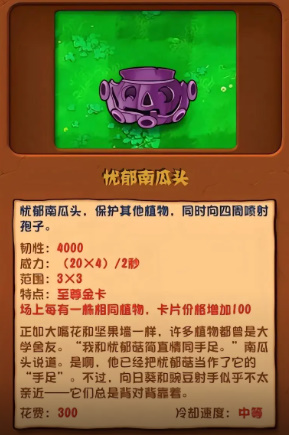 忧郁南瓜头
忧郁南瓜头，保护其他植物，同时向四周喷射
孢子。
韧性：4000
威力：（20×4）/2秒
范围：3×3
特点：至尊金卡
场上每有一株相同植物，卡片价格增加100
正如大嘴花和坚果墙一样，许多植物都曾是大
学舍友。“我和忧郁菇简直情同手足。”南瓜
头说道。是啊，他已经把忧郁菇当作了它的
“手足”。不过，向日葵和豌豆射手似乎不太
亲近——它们总是背对背靠着。
花费：300 冷却速度：中等